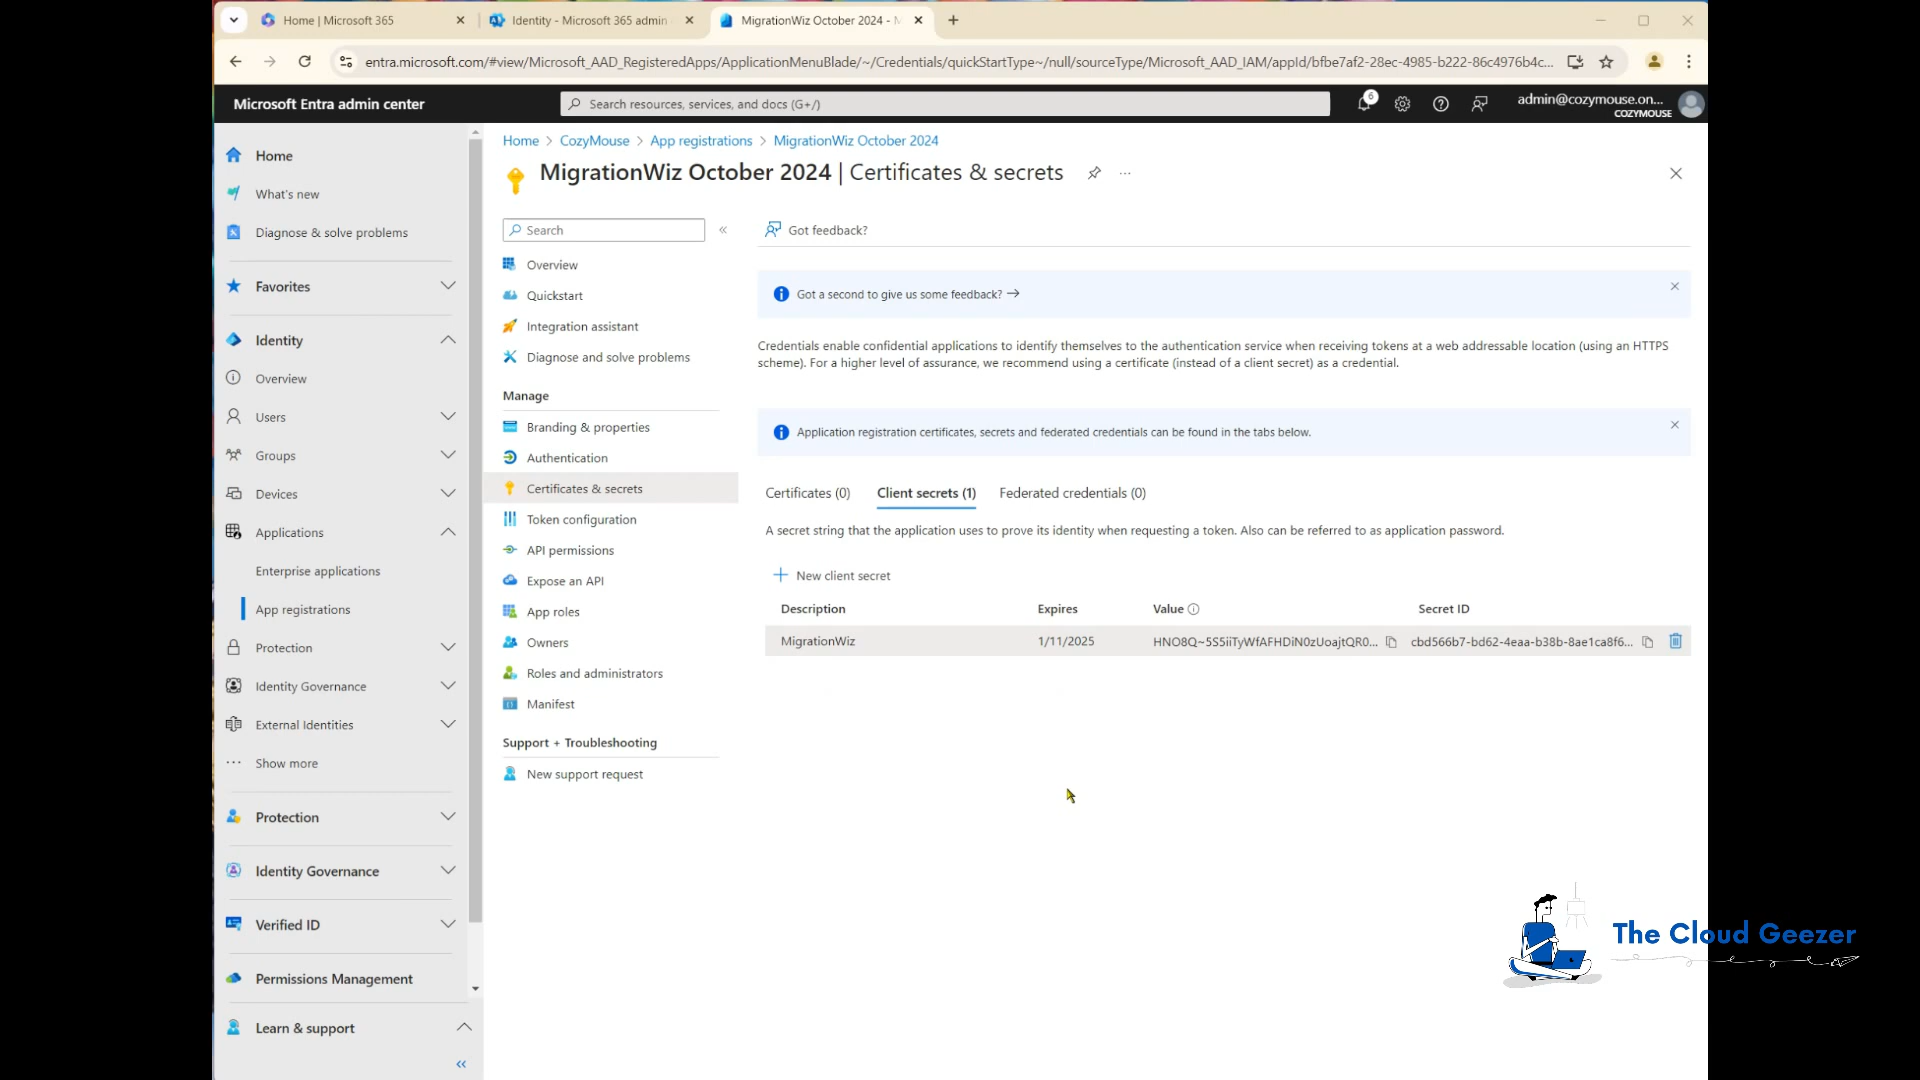 Home | Microsoft 365
Identity - Microsoft 365 admin
MigrationWiz October 2024 -
entra.microsoft.com/#view/Microsoft_AAD_RegisteredApps/ApplicationMenuBlade/~/Credentials/quickStartType~/null/sourceType/Microsoft_AAD_IAM/appId/bfbe7af2-28ec-4985-b222-86c4976b4c...
Microsoft Entra admin center
Search resources, services, and docs (G+/)
6
admin@cozymouse.on...
COZYMOUSE
Home
What's new
Diagnose & solve problems
Favorites
Identity
Overview
Users
Groups
Devices
Applications
Enterprise applications
App registrations
Protection
Identity Governance
External Identities
Show more
Protection
Identity Governance
Verified ID
Permissions Management
Learn & support
Home > CozyMouse > App registrations > MigrationWiz October 2024
MigrationWiz October 2024 | Certificates & secrets
Search
Overview
Quickstart
Integration assistant
Diagnose and solve problems
Manage
Branding & properties
Authentication
Certificates & secrets
Token configuration
API permissions
Expose an API
App roles
Owners
Roles and administrators
Manifest
Support + Troubleshooting
New support request
Got feedback?
Got a second to give us some feedback?
Credentials enable confidential applications to identify themselves to the authentication service when receiving tokens at a web addressable location (using an HTTPS
scheme). For a higher level of assurance, we recommend using a certificate (instead of a client secret) as a credential.
Application registration certificates, secrets and federated credentials can be found in the tabs below.
Certificates (0) Client secrets (1) Federated credentials (0)
A secret string that the application uses to prove its identity when requesting a token. Also can be referred to as application password.
New client secret
Description Expires Value Secret ID
MigrationWiz 1/11/2025 HNO8Q~5S5iiTyWfAFHDiN0zUoajtQR0... cbd566b7-bd62-4eaa-b38b-8ae1ca8f6...
The Cloud Geezer